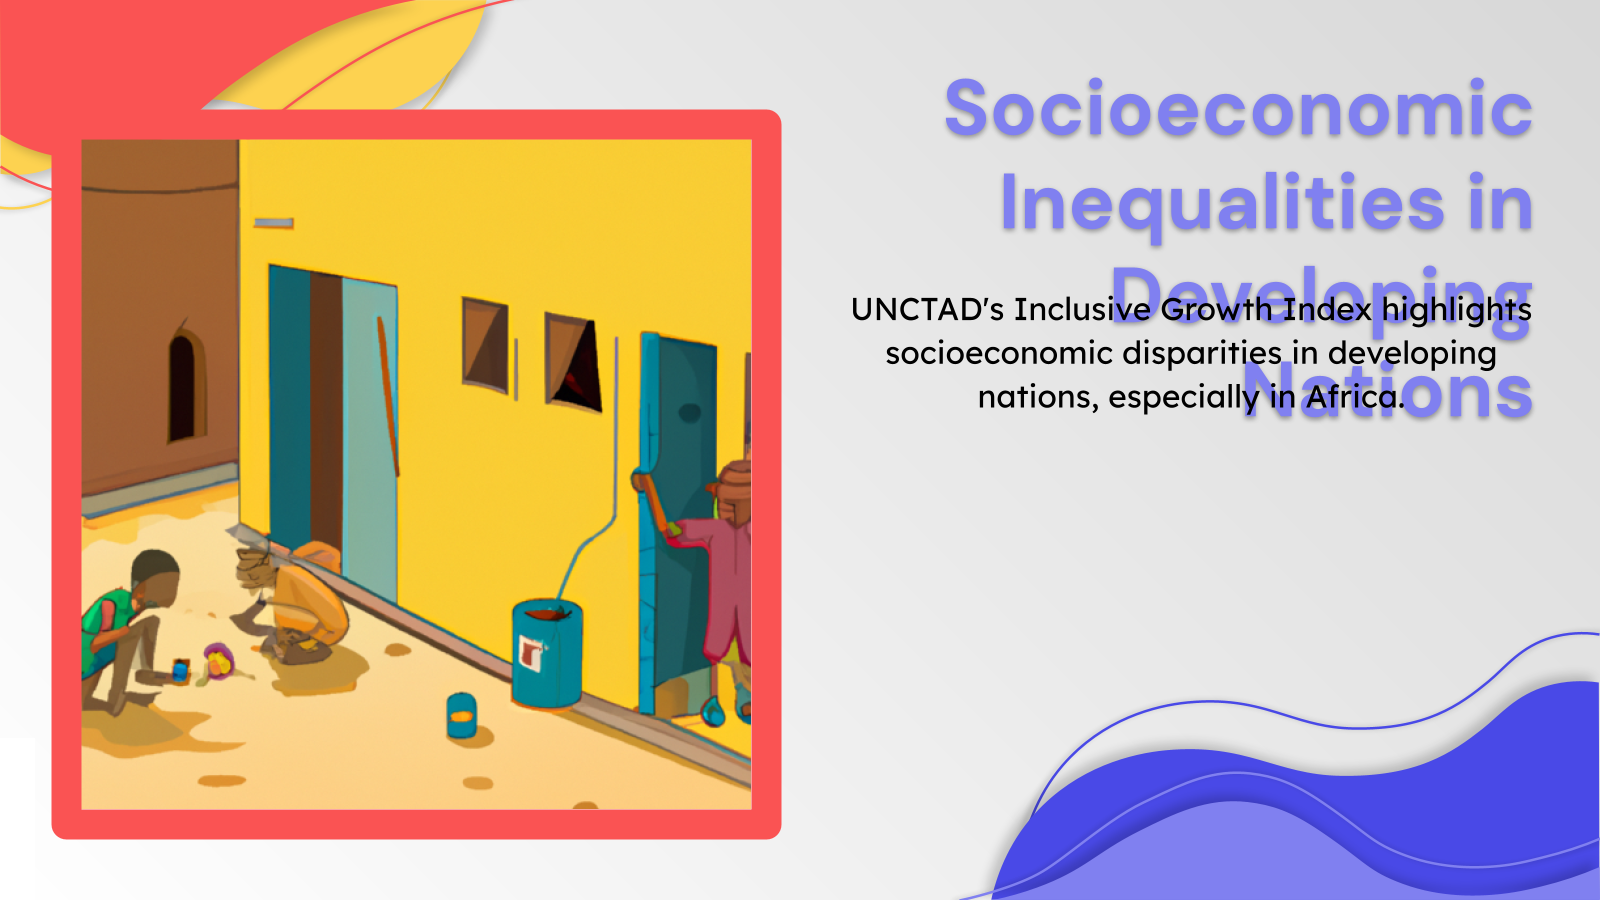 Socioeconomic
Inequalities in
Developing
Nations
UNCTAD's Inclusive Growth Index highlights
socioeconomic disparities in developing
nations, especially in Africa.